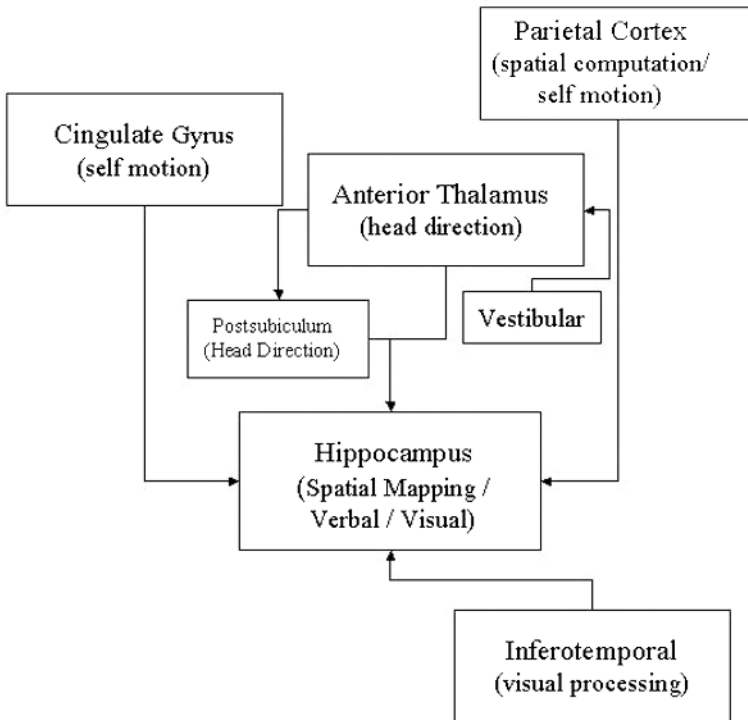 Parietal Cortex
(spatial computation/
self motion)
Cingulate Gyrus
(self motion)
Anterior Thalamus
(head direction)
Postsubiculum
(Head Direction)
Vestibular
Hippocampus
(Spatial Mapping /
Verbal / Visual)
Inferotemporal
(visual processing)